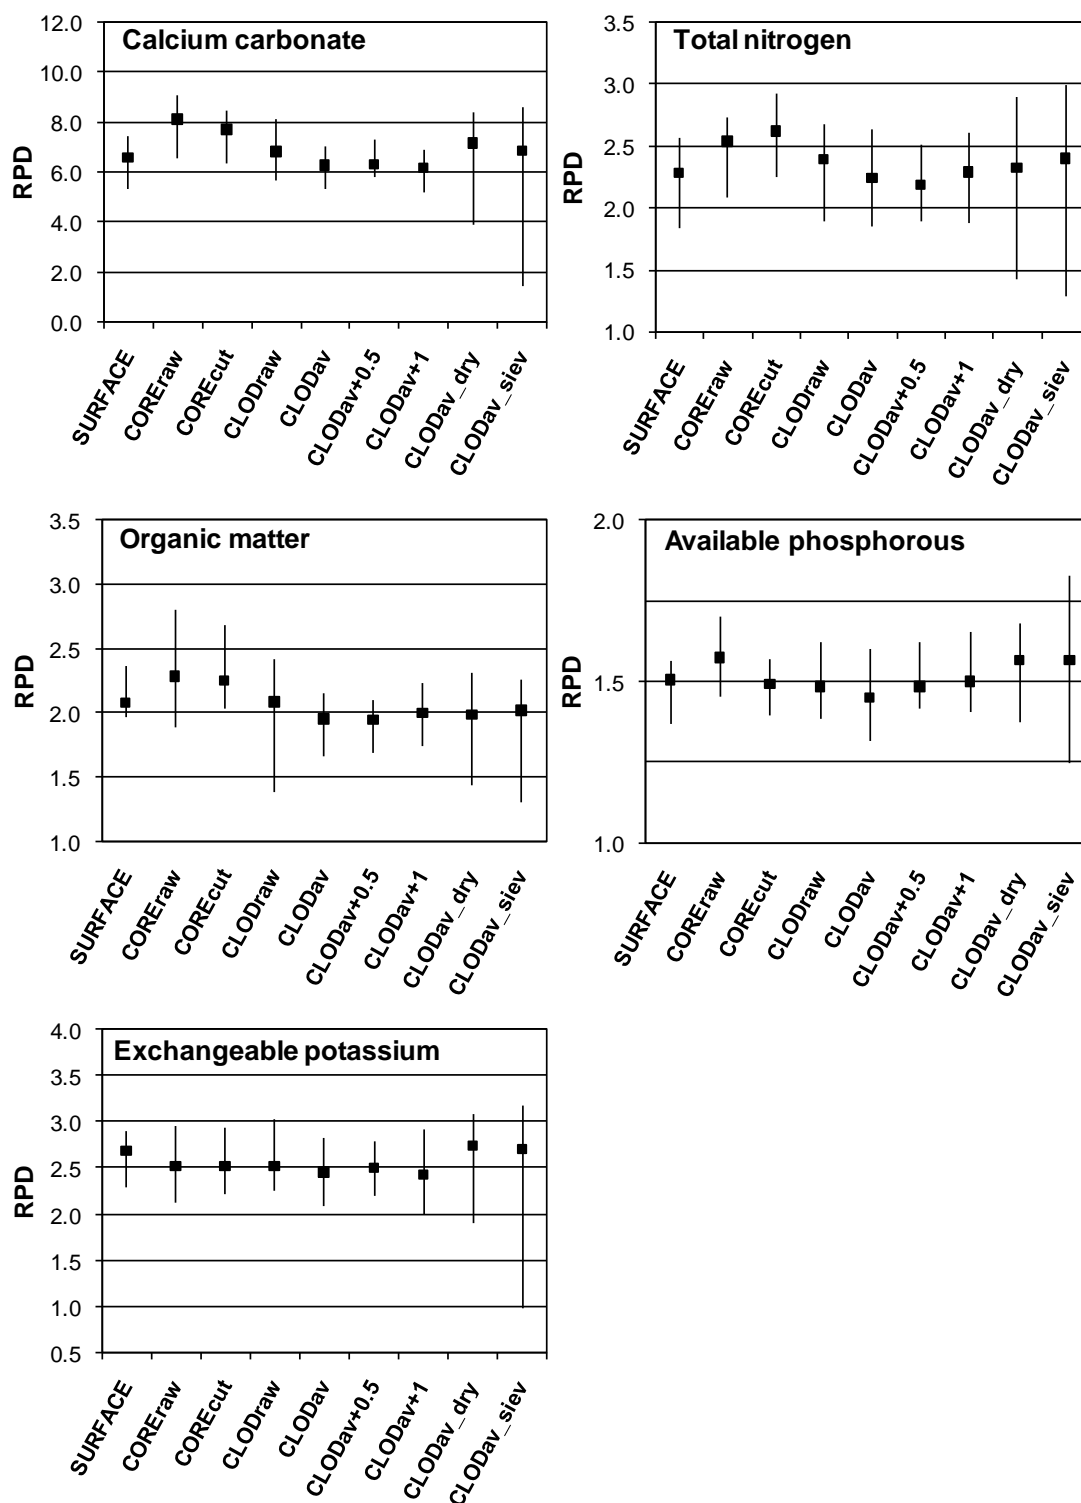 Calcium carbonate
RPD
12.0
10.0
8.0
6.0
4.0
2.0
0.0
SURFACE
COREraw
COREcut
CLODraw
CLODav
CLODav+0.5
CLODav+1
CLODav_dry
CLODav_siev
Total nitrogen
RPD
3.5
3.0
2.5
2.0
1.5
1.0
SURFACE
COREraw
COREcut
CLODraw
CLODav
CLODav+0.5
CLODav+1
CLODav_dry
CLODav_siev
Organic matter
RPD
3.5
3.0
2.5
2.0
1.5
1.0
SURFACE
COREraw
COREcut
CLODraw
CLODav
CLODav+0.5
CLODav+1
CLODav_dry
CLODav_siev
Available phosphorous
RPD
2.0
1.5
1.0
SURFACE
COREraw
COREcut
CLODraw
CLODav
CLODav+0.5
CLODav+1
CLODav_dry
CLODav_siev
Exchangeable potassium
RPD
4.0
3.5
3.0
2.5
2.0
1.5
1.0
0.5
SURFACE
COREraw
COREcut
CLODraw
CLODav
CLODav+0.5
CLODav+1
CLODav_dry
CLODav_siev